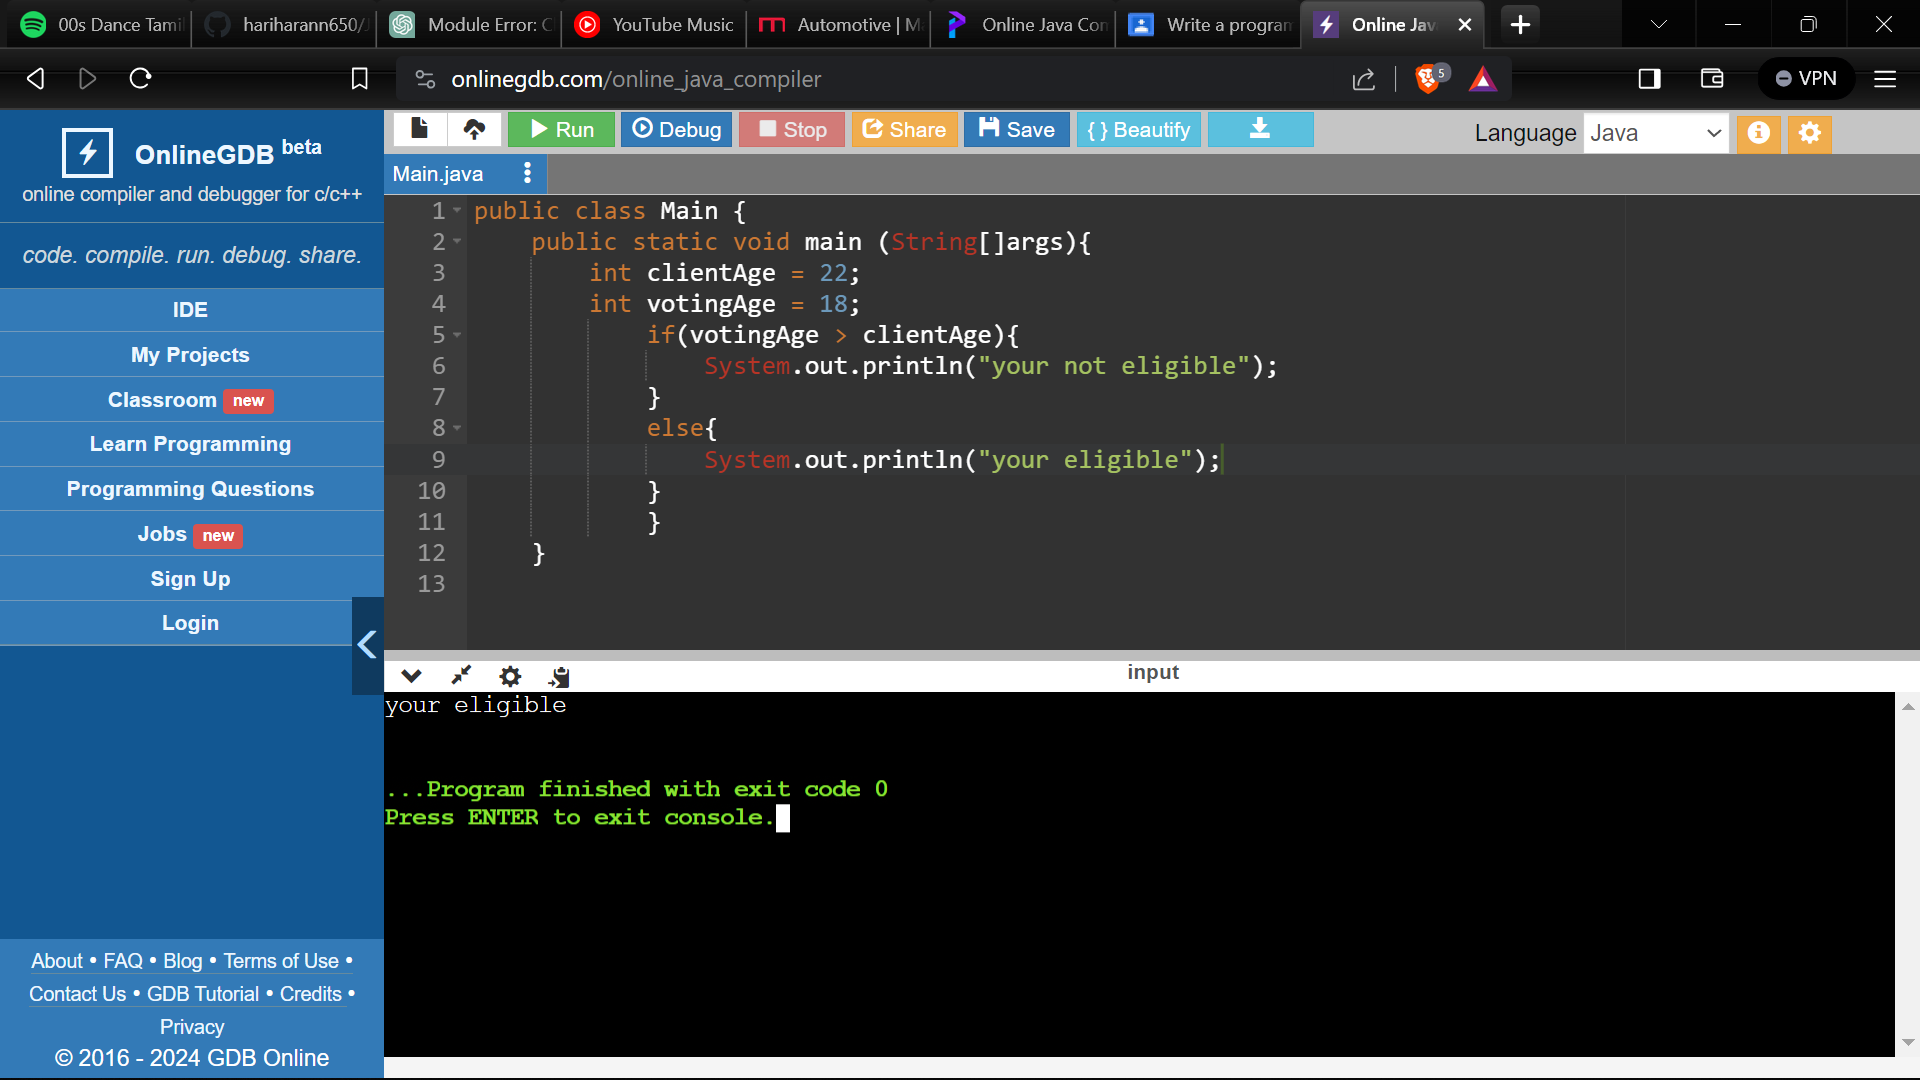 00s Dance Tami
hariharann650/J
Module Error: C
YouTube Music
Automotive | M
Online Java Con
Write a program
Online Jav
onlinegdb.com/online_java_compiler
5
VPN
OnlineGDB beta
online compiler and debugger for c/c++
code. compile. run. debug. share.
IDE
My Projects
Classroom new
Learn Programming
Programming Questions
Jobs new
Sign Up
Login
About • FAQ • Blog • Terms of Use •
Contact Us • GDB Tutorial • Credits •
Privacy
© 2016 - 2024 GDB Online
Run Debug Stop Share Save { } Beautify
Language Java
Main.java
1 public class Main {
2 public static void main (String[]args){
3 int clientAge = 22;
4 int votingAge = 18;
5 if(votingAge > clientAge){
6 System.out.println("your not eligible");
7 }
8 else{
9 System.out.println("your eligible");
10 }
11 }
12 }
13
input
your eligible
...Program finished with exit code 0
Press ENTER to exit console.